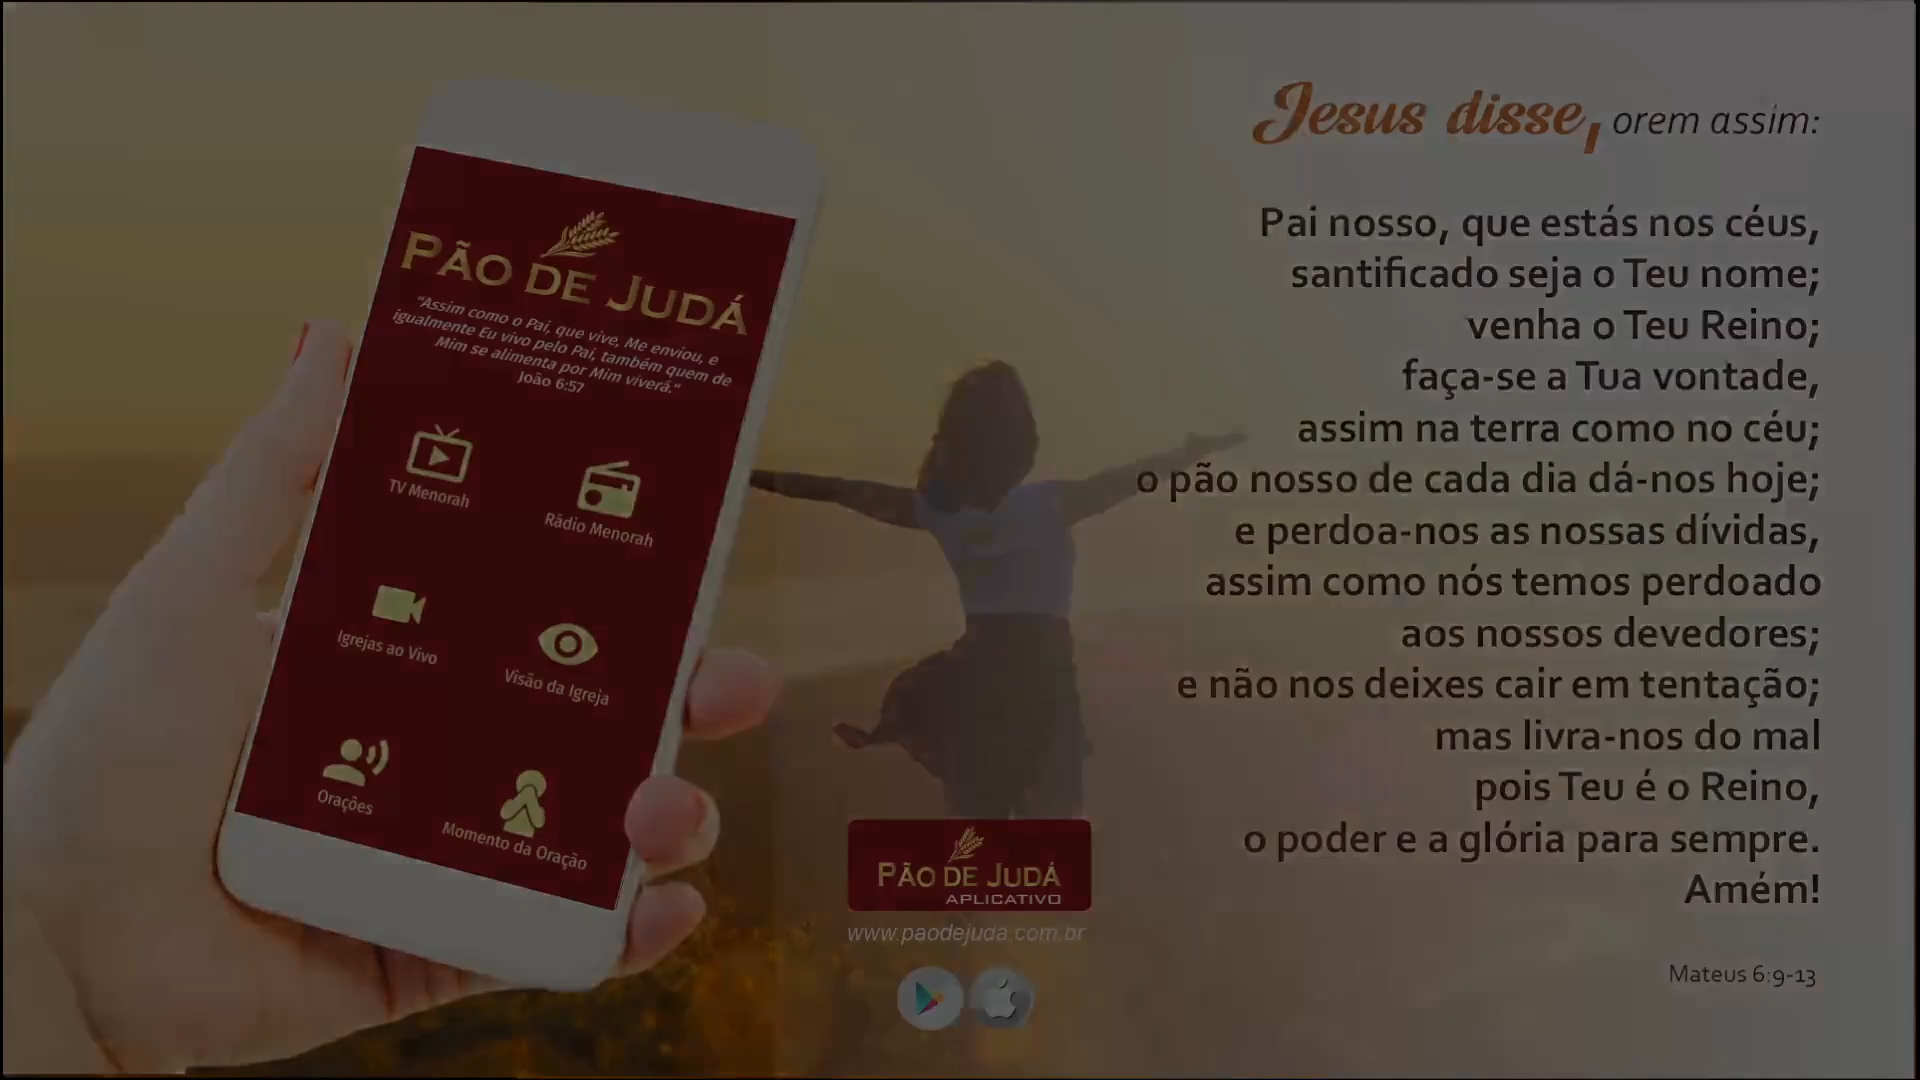 PÃO DE JUDÁ
“Assim como o Pai, que vive, Me enviou, e
igualmente Eu vivo pelo Pai, também quem de
Mim se alimenta por Mim viverá.”
João 6:57
TV Menorah
Rádio Menorah
Igrejas ao Vivo
Visão da Igreja
Orações
Momento da Oração
PÃO DE JUDÁ
APLICATIVO
www.paodejuda.com.br
Jesus disse, orem assim:
Pai nosso, que estás nos céus,
santificado seja o Teu nome;
venha o Teu Reino;
faça-se a Tua vontade,
assim na terra como no céu;
o pão nosso de cada dia dá-nos hoje;
e perdoa-nos as nossas dívidas,
assim como nós temos perdoado
aos nossos devedores;
e não nos deixes cair em tentação;
mas livra-nos do mal
pois Teu é o Reino,
o poder e a glória para sempre.
Amém!
Mateus 6:9-13